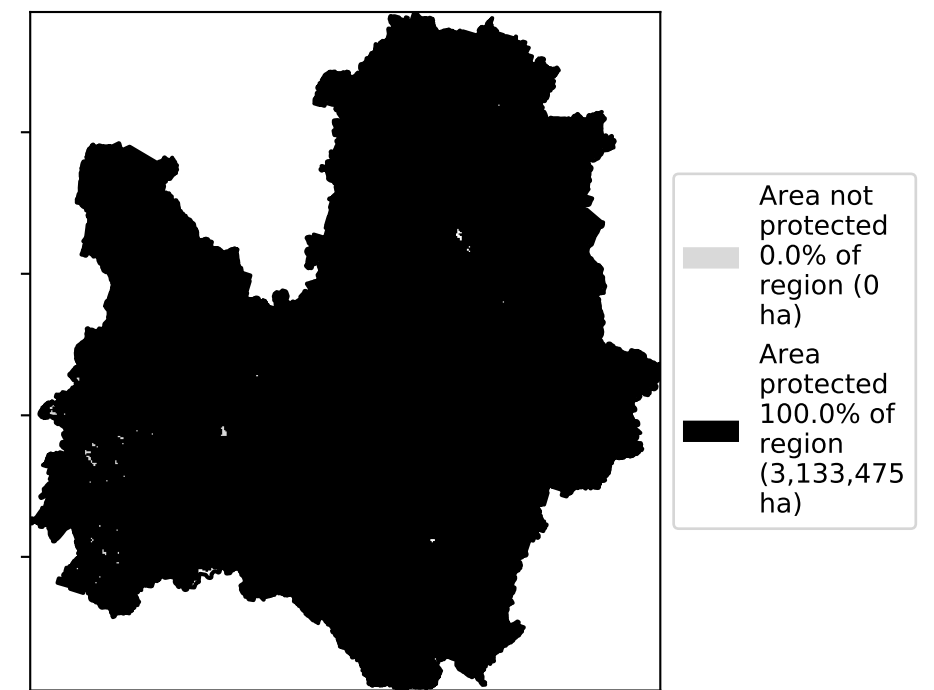 Area not
protected
0.0% of
region (0
ha)
Area
protected
100.0% of
region
(3,133,475
ha)